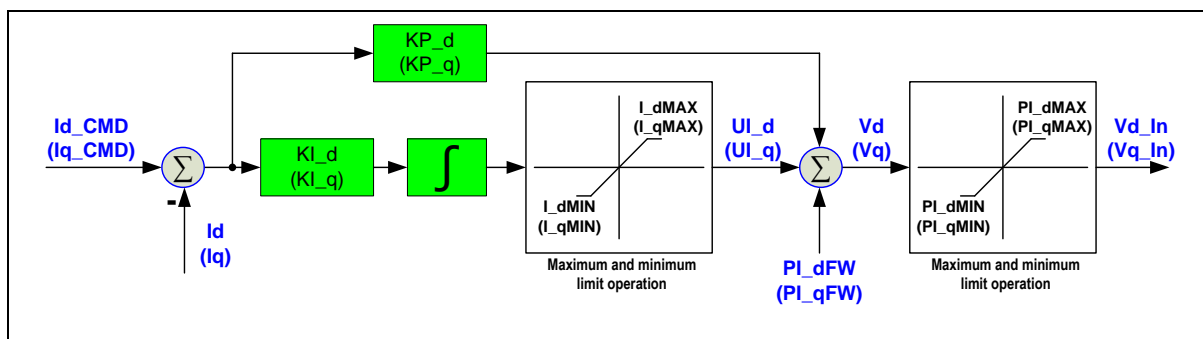 KP_d
(KP_q)
Id_CMD
(Iq_CMD)
Σ
-
Id
(Iq)
KI_d
(KI_q)
∫
I_dMAX
(I_qMAX)
I_dMIN
(I_qMIN)
Maximum and minimum
limit operation
UI_d
(UI_q)
Σ
PI_dFW
(PI_qFW)
Vd
(Vq)
PI_dMAX
(PI_qMAX)
PI_dMIN
(PI_qMIN)
Maximum and minimum
limit operation
Vd_In
(Vq_In)